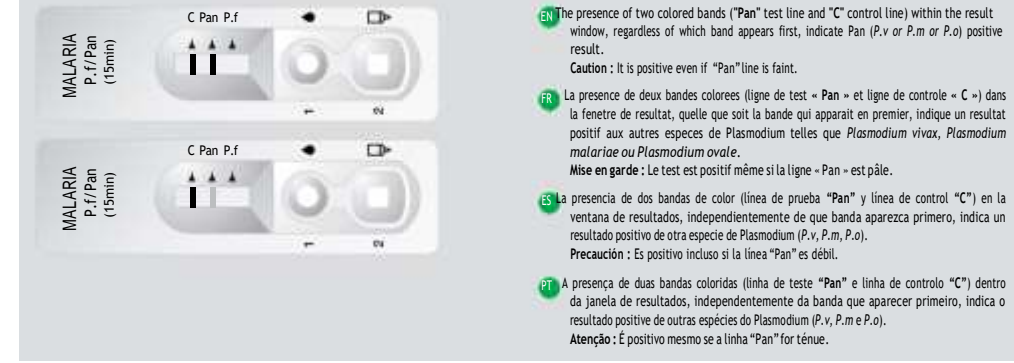 MALARIA
P.f/Pan
(15min)
C Pan P.f
1
2
MALARIA
P.f/Pan
(15min)
C Pan P.f
1
2
EN The presence of two colored bands ("Pan" test line and "C" control line) within the result
window, regardless of which band appears first, indicate Pan (P.v or P.m or P.o) positive
result.
Caution : It is positive even if “Pan” line is faint.
FR La presence de deux bandes colorees (ligne de test « Pan » et ligne de controle « C ») dans
la fenetre de resultat, quelle que soit la bande qui apparait en premier, indique un resultat
positif aux autres especes de Plasmodium telles que Plasmodium vivax, Plasmodium
malariae ou Plasmodium ovale.
Mise en garde : Le test est positif même si la ligne « Pan » est pâle.
ES La presencia de dos bandas de color (línea de prueba “Pan” y línea de control “C”) en la
ventana de resultados, independientemente de que banda aparezca primero, indica un
resultado positivo de otra especie de Plasmodium (P.v, P.m, P.o).
Precaución : Es positivo incluso si la línea “Pan” es débil.
PT A presença de duas bandas coloridas (linha de teste “Pan” e linha de controlo “C”) dentro
da janela de resultados, independentemente da banda que aparecer primeiro, indica o
resultado positive de outras espécies do Plasmodium (P.v, P.m e P.o).
Atenção : É positivo mesmo se a linha “Pan” for ténue.